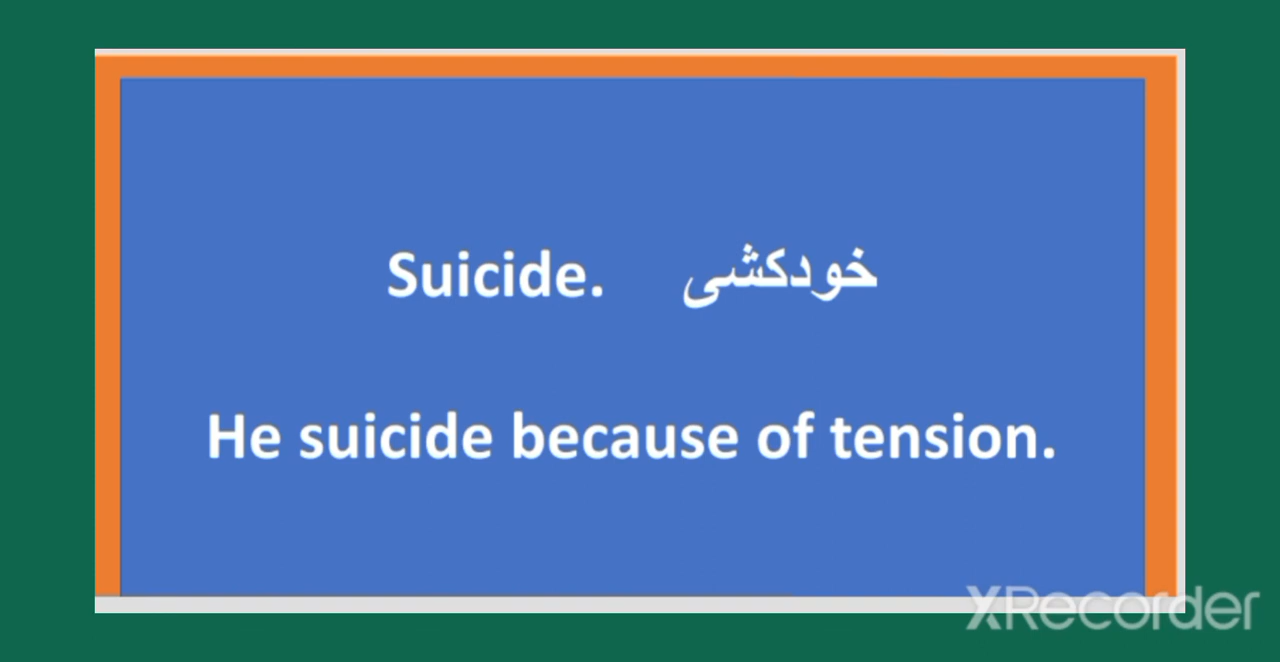 Suicide. خودکشی
He suicide because of tension.
XRecorder